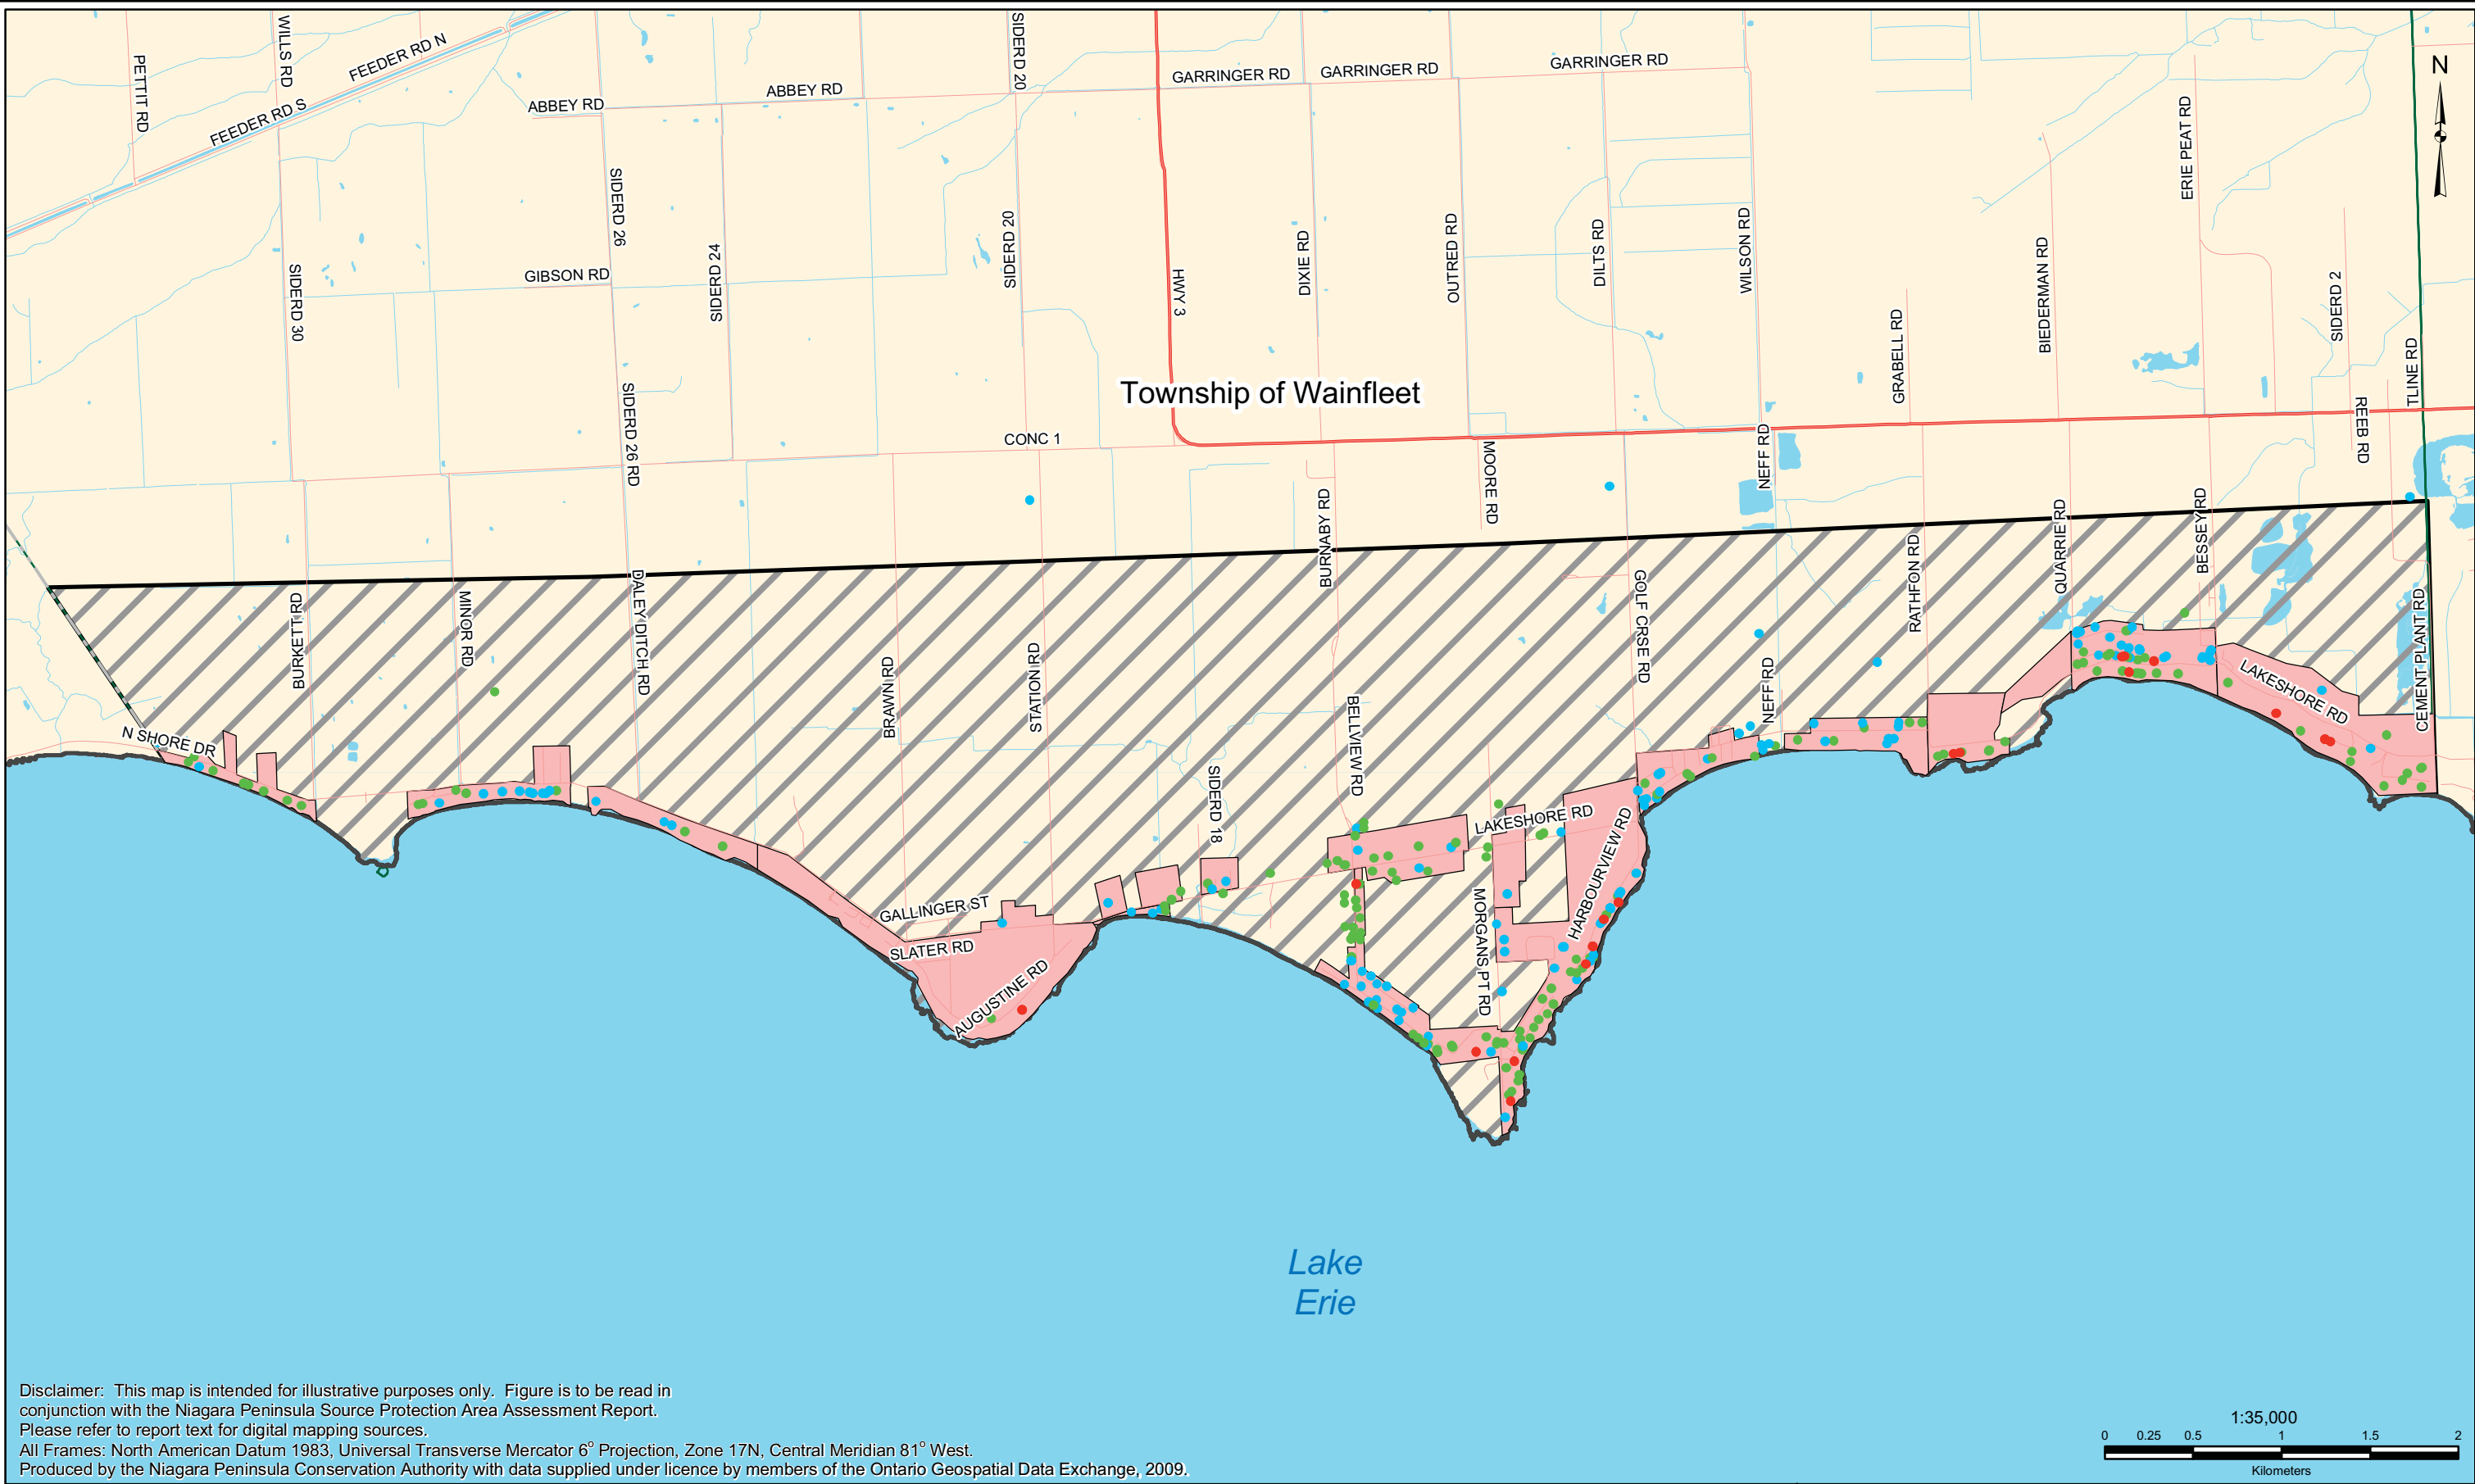 PETTIT RD
WILLS RD
FEEDER RD N
FEEDER RD S
SIDERD 20
ABBEY RD
ABBEY RD
GARRINGER RD
GARRINGER RD
GARRINGER RD
N
ERIE PEAT RD
SIDERD 26
SIDERD 24
SIDERD 20
SIDERD 30
GIBSON RD
HWY 3
DIXIE RD
OUTRED RD
DILTS RD
WILSON RD
GRABELL RD
BIEDERMAN RD
SIDERD 2
TLINE RD
Township of Wainfleet
SIDERD 26 RD
CONC 1
MOORE RD
NEFF RD
REEB RD
BURNABY RD
QUARRIE RD
BESSEY RD
BURKETT RD
MINOR RD
DALEY DITCH RD
BRAWN RD
STATION RD
GOLF CRSE RD
RATHFON RD
NEFF RD
CEMENT PLANT RD
LAKESHORE RD
N SHORE DR
BELLVIEW RD
SIDERD 18
LAKESHORE RD
HARBOURVIEW RD
MORGANS PT RD
GALLINGER ST
SLATER RD
AUGUSTINE RD
Lake
Erie
Disclaimer: This map is intended for illustrative purposes only. Figure is to be read in
conjunction with the Niagara Peninsula Source Protection Area Assessment Report.
Please refer to report text for digital mapping sources.
All Frames: North American Datum 1983, Universal Transverse Mercator 6° Projection, Zone 17N, Central Meridian 81° West.
Produced by the Niagara Peninsula Conservation Authority with data supplied under licence by members of the Ontario Geospatial Data Exchange, 2009.
1:35,000
0 0.25 0.5 1 1.5 2
Kilometers